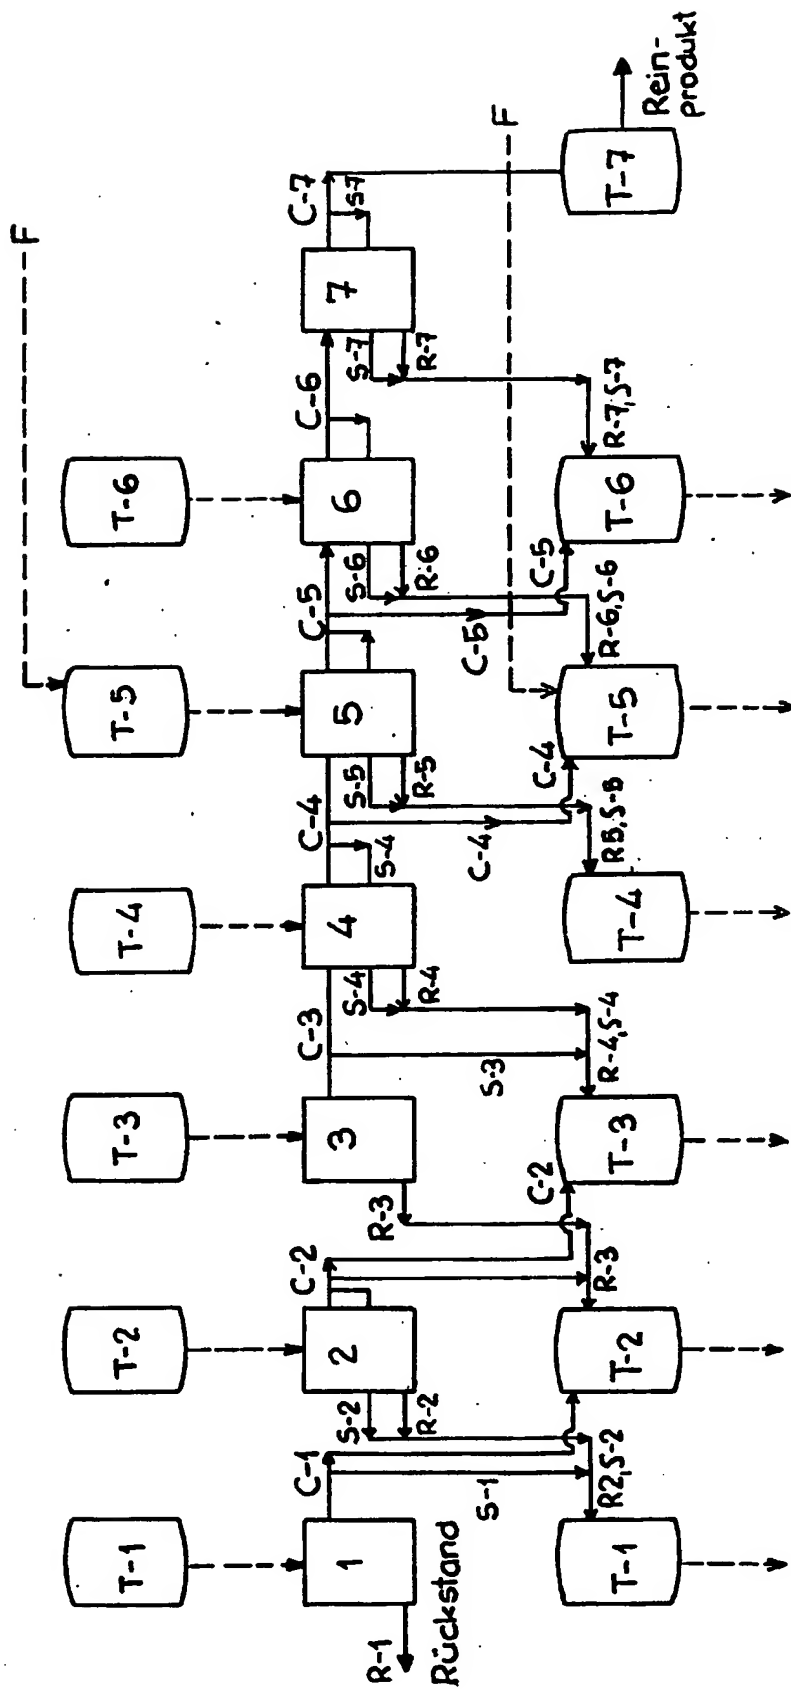 F
T-1
T-2
T-3
T-4
T-5
T-6
C-1
C-2
C-3
C-4
C-5
C-6
C-7
S-7
1
2
3
4
5
6
7
S-2
R-2
R-3
S-4
R-4
S-4
S-5
R-5
S-6
R-6
S-7
R-7
R-1
Rückstand
S-1
S-3
C-4
C-5
F
R2,S-2
R-3
C-2
R-4,S-4
R5,S-5
C-4
R-6,S-6
C-5
R-7,S-7
T-1
T-2
T-3
T-4
T-5
T-6
T-7
Rein-
produkt